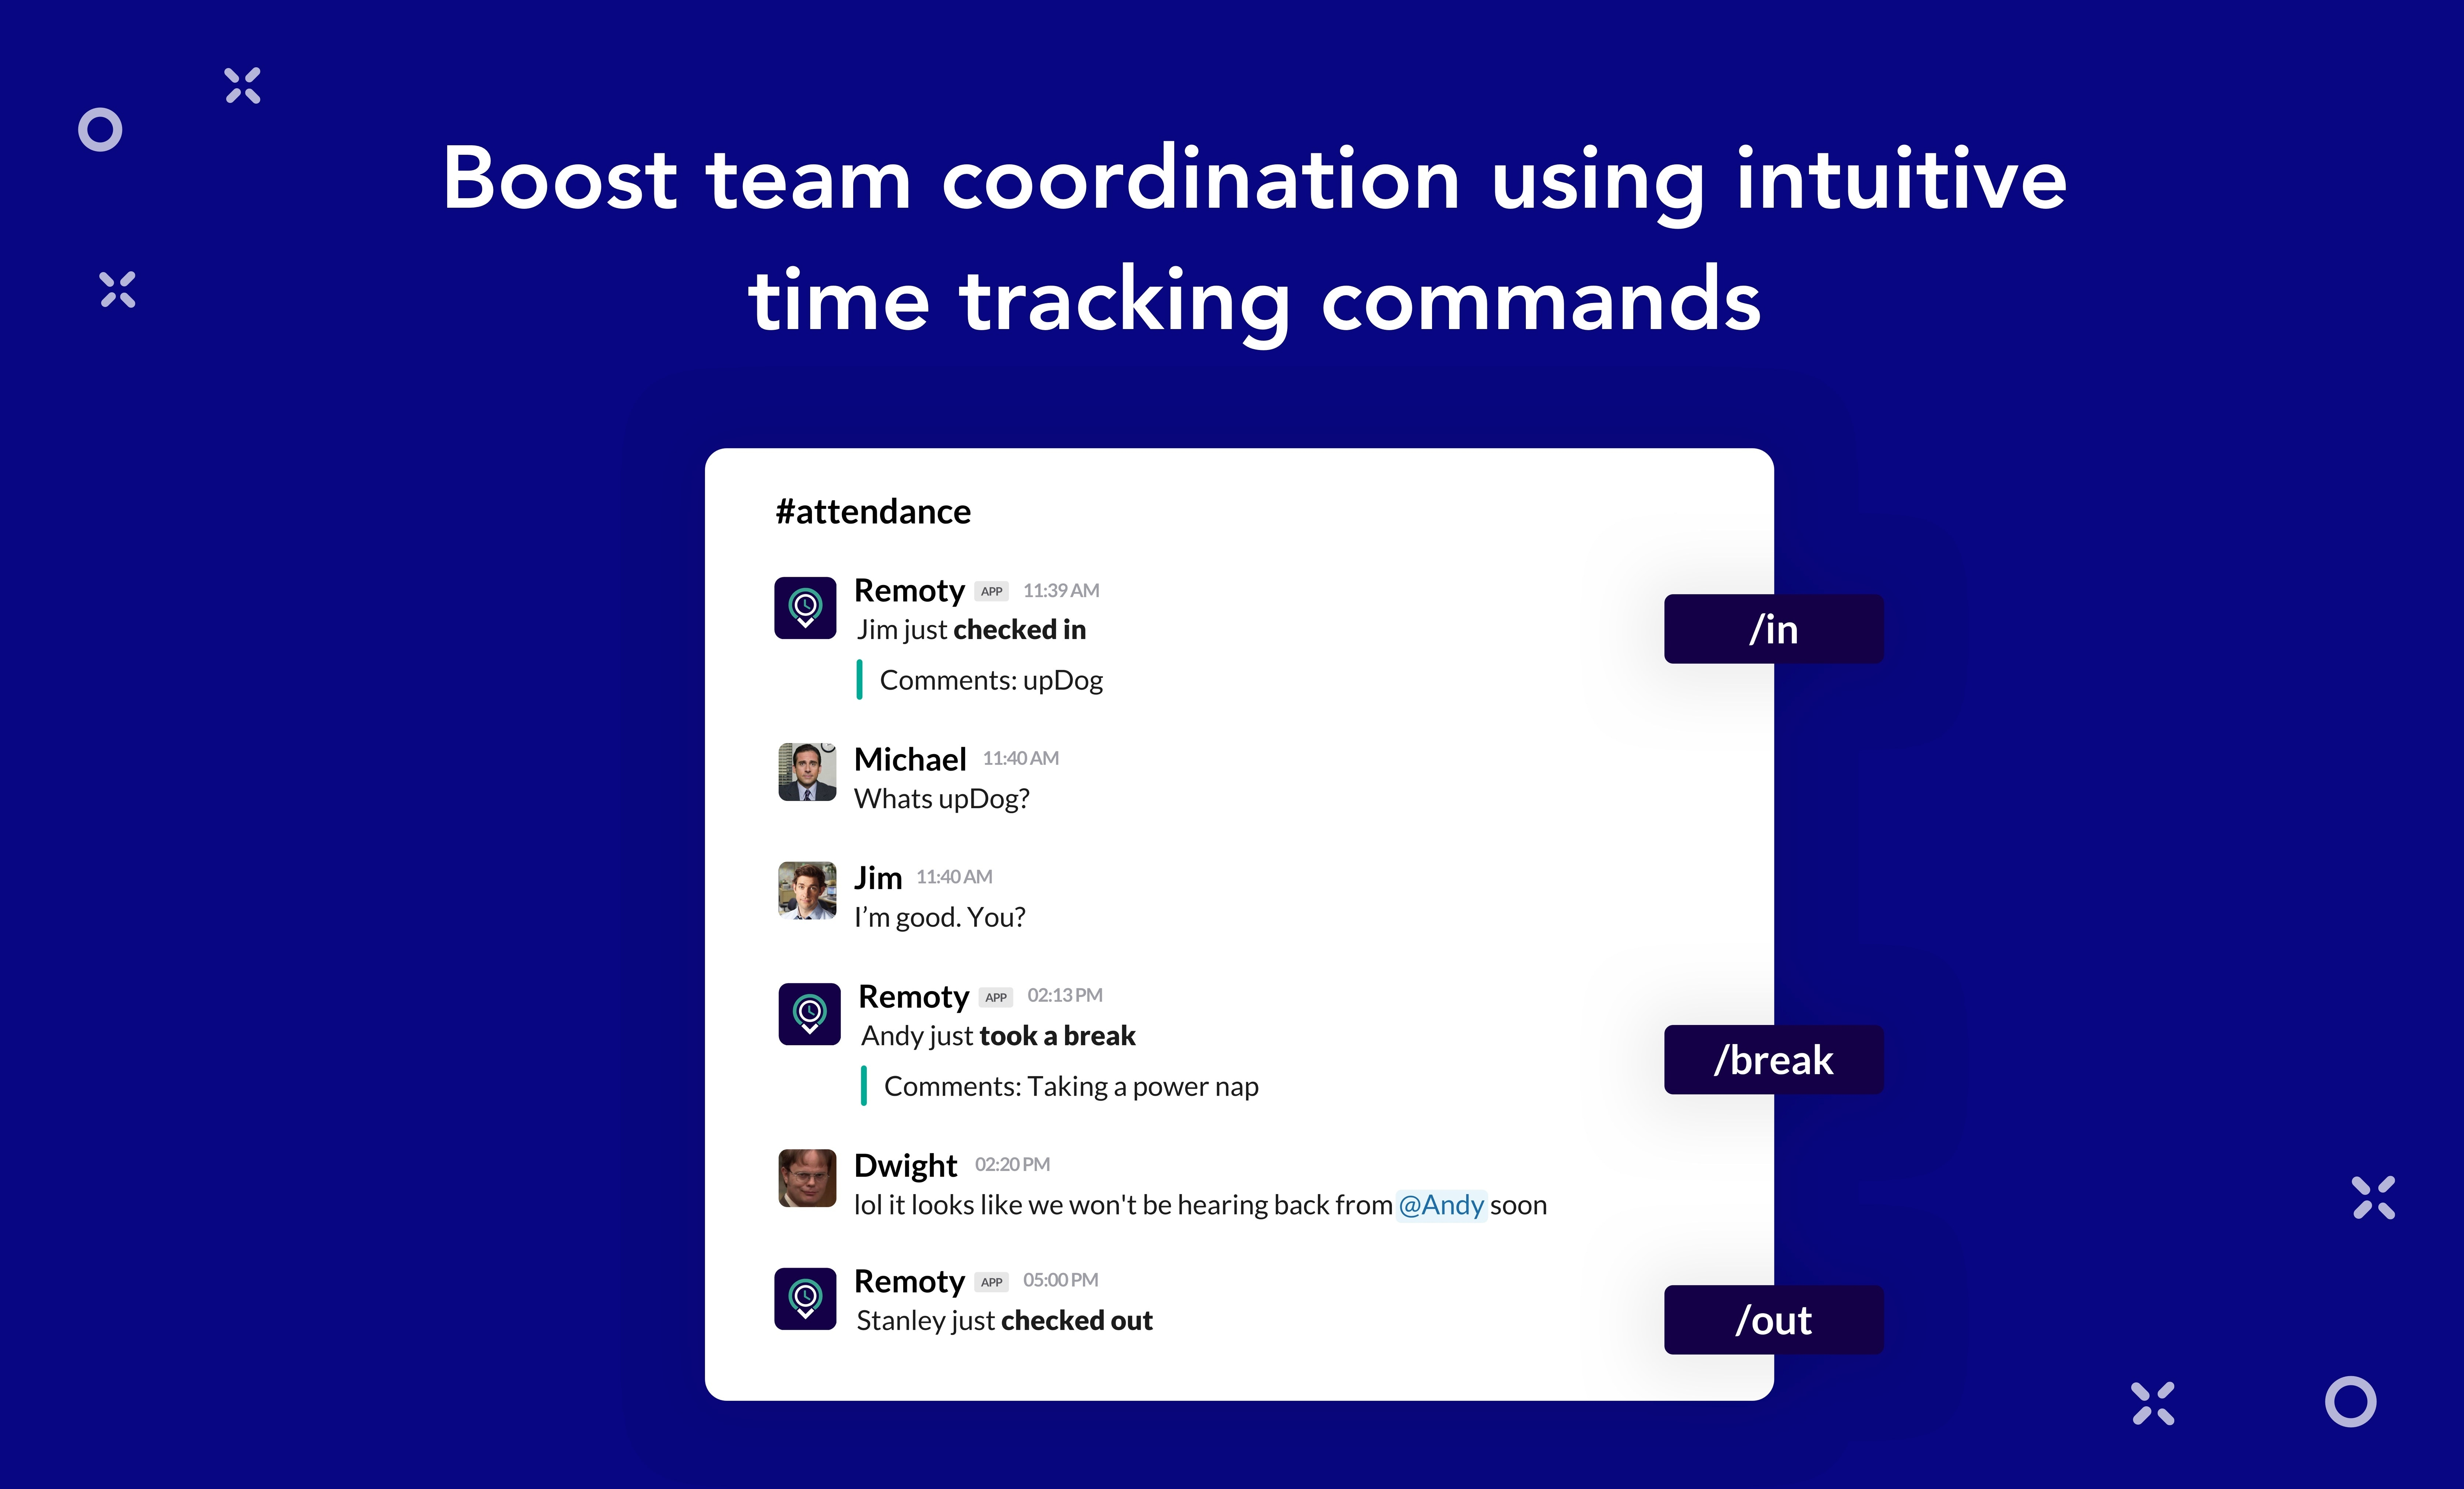 Boost team coordination using intuitive
time tracking commands
#attendance
Remoty APP 11:39 AM
Jim just checked in
/in
Comments: upDog
Michael 11:40 AM
Whats upDog?
Jim 11:40 AM
I'm good. You?
Remoty APP 02:13 PM
Andy just took a break
/break
Comments: Taking a power nap
Dwight 02:20 PM
lol it looks like we won't be hearing back from @Andy soon
Remoty APP 05:00 PM
Stanley just checked out
/out